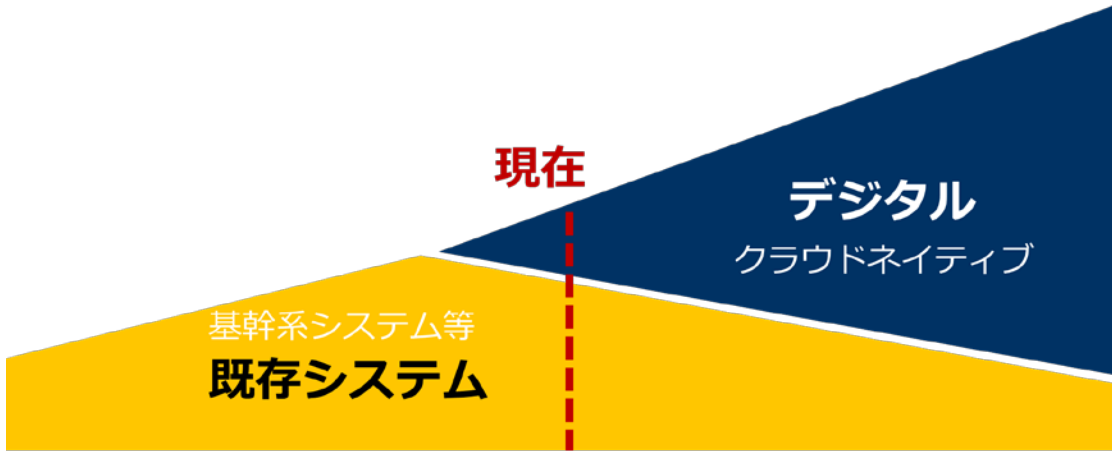 現在
デジタル
クラウドネイティブ
基幹系システム等
既存システム